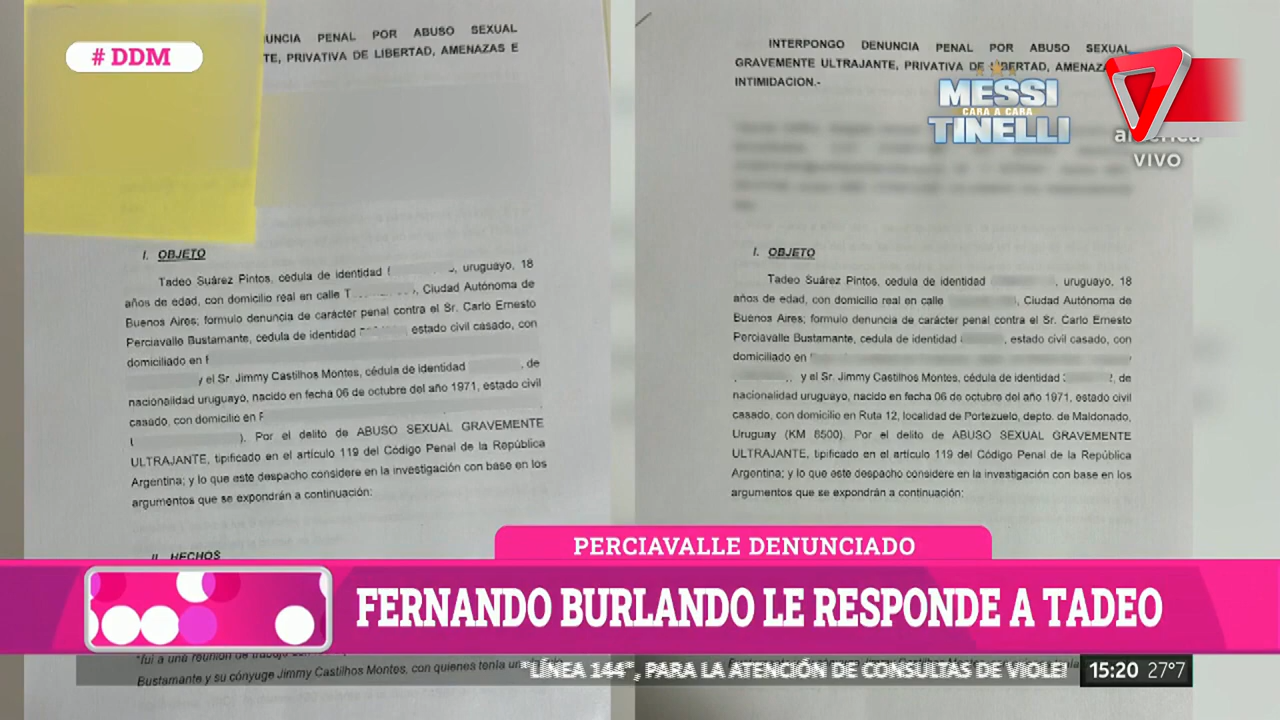 # DDM
NCIA PENAL POR ABUSO SEXUAL
TE, PRIVATIVA DE LIBERTAD, AMENAZAS E
I. OBJETO
Tadeo Suárez Pintos, cédula de identidad uruguayo, 18
años de edad, con domicilio real en calle T Ciudad Autónoma de
Buenos Aires; formulo denuncia de carácter penal contra el Sr. Carlo Ernesto
Perciavalle Bustamante, cedula de identidad estado civil casado, con
domiciliado en
y el Sr. Jimmy Castilhos Montes, cédula de identidad , de
nacionalidad uruguayo, nacido en fecha 06 de octubre del año 1971, estado civil
casado, con domicilio en
). Por el delito de ABUSO SEXUAL GRAVEMENTE
ULTRAJANTE, tipificado en el artículo 119 del Código Penal de la República
Argentina; y lo que este despacho considere en la investigación con base en los
argumentos que se expondrán a continuación:
II. HECHOS
"fui a una reunión de trabajo con
Bustamante y su cónyuge Jimmy Castilhos Montes, con quienes tenía un
INTERPONGO DENUNCIA PENAL POR ABUSO SEXUAL
GRAVEMENTE ULTRAJANTE, PRIVATIVA DE LIBERTAD, AMENAZAS
INTIMIDACION.-
I. OBJETO
Tadeo Suárez Pintos, cédula de identidad , uruguayo, 18
años de edad, con domicilio real en calle , Ciudad Autónoma de
Buenos Aires; formulo denuncia de carácter penal contra el Sr. Carlo Ernesto
Perciavalle Bustamante, cedula de identidad , estado civil casado, con
domiciliado en
y el Sr. Jimmy Castilhos Montes, cédula de identidad , de
nacionalidad uruguayo, nacido en fecha 06 de octubre del año 1971, estado civil
casado, con domicilio en Ruta 12, localidad de Portezuelo, depto. de Maldonado,
Uruguay (KM 8500). Por el delito de ABUSO SEXUAL GRAVEMENTE
ULTRAJANTE, tipificado en el artículo 119 del Código Penal de la República
Argentina; y lo que este despacho considere en la investigación con base en los
argumentos que se expondrán a continuación:
MESSI
CARA A CARA
TINELLI
VIVO
PERCIAVALLE DENUNCIADO
FERNANDO BURLANDO LE RESPONDE A TADEO
"LÍNEA 144", PARA LA ATENCIÓN DE CONSULTAS DE VIOLE
15:20 27°7